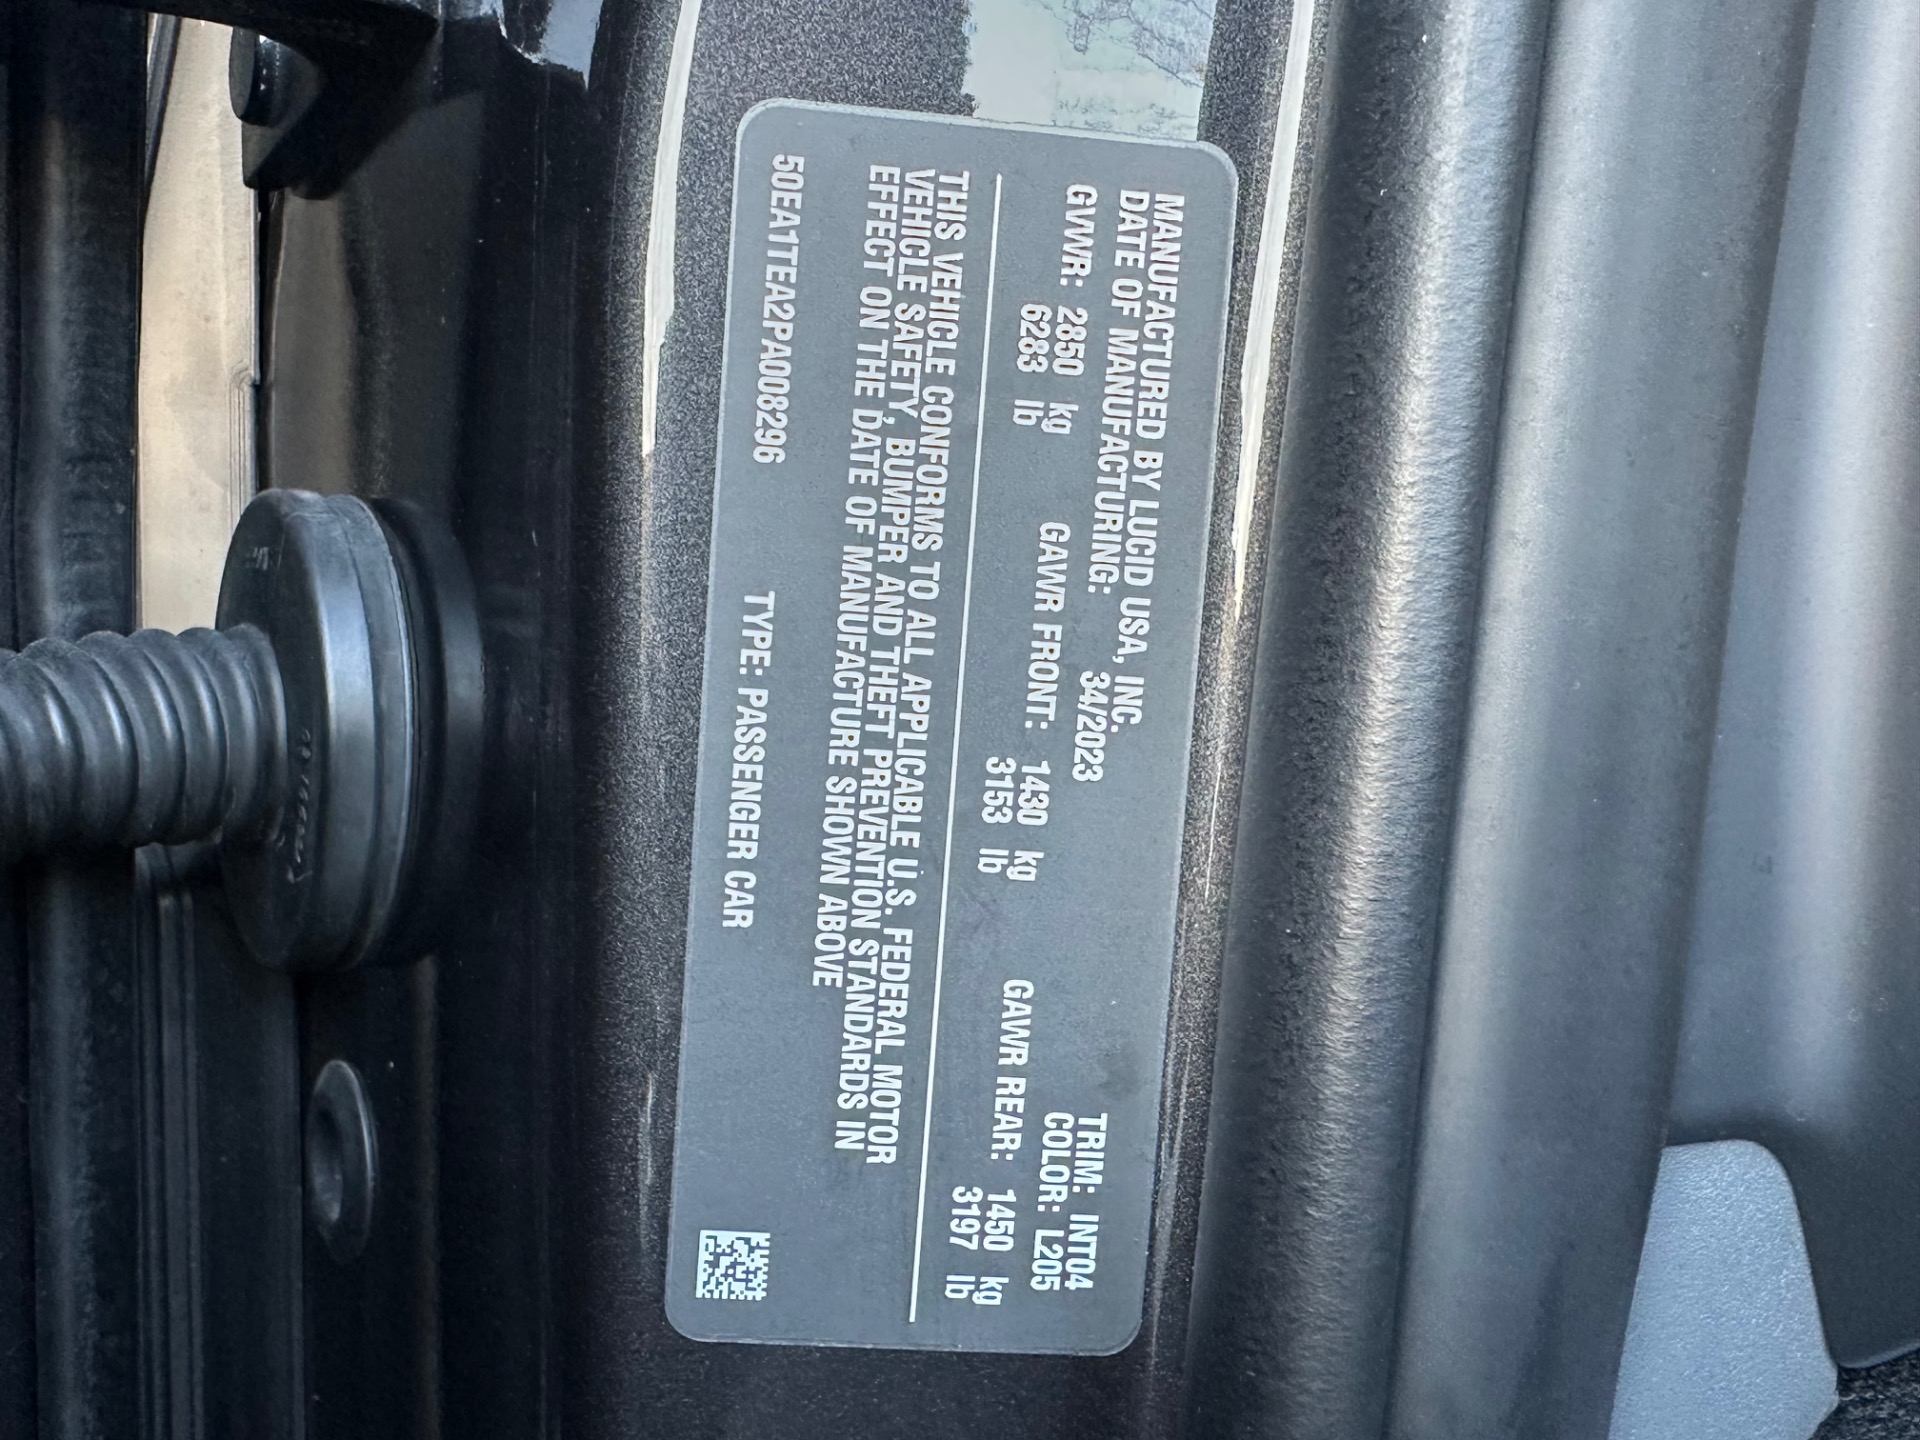 MANUFACTURED BY LUCID USA, INC. TRIM: INT04
DATE OF MANUFACTURING: 34/2023 COLOR: L205
GVWR: 2850 kg GAWR FRONT: 1430 kg GAWR REAR: 1450 kg
6283 lb 3153 lb 3197 lb
THIS VEHICLE CONFORMS TO ALL APPLICABLE U.S. FEDERAL MOTOR
VEHICLE SAFETY, BUMPER AND THEFT PREVENTION STANDARDS IN
EFFECT ON THE DATE OF MANUFACTURE SHOWN ABOVE
50EA1TEA2PA008296 TYPE: PASSENGER CAR